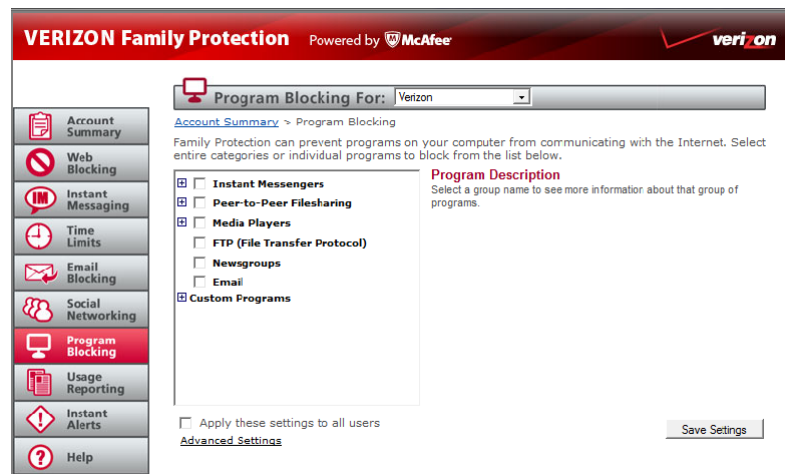 VERIZON Family Protection Powered by McAfee
verizon
Program Blocking For: Verizon
Account Summary > Program Blocking
Family Protection can prevent programs on your computer from communicating with the Internet. Select
entire categories or individual programs to block from the list below.
Account
Summary
Web
Blocking
IM
Instant
Messaging
Time
Limits
Email
Blocking
Social
Networking
Program
Blocking
Usage
Reporting
Instant
Alerts
Help
Instant Messengers
Peer-to-Peer Filesharing
Media Players
FTP (File Transfer Protocol)
Newsgroups
Email
Custom Programs
Program Description
Select a group name to see more information about that group of
programs.
Apply these settings to all users
Advanced Settings
Save Settings